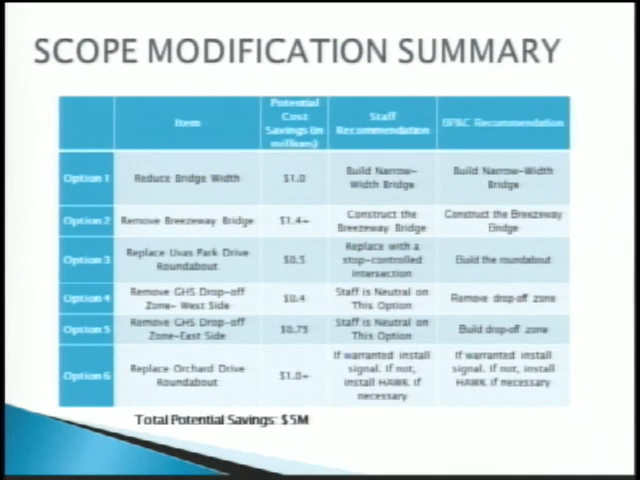 SCOPE MODIFICATION SUMMARY
Item
Potential Cost Savings (in millions)
Staff Recommendation
BPAC Recommendation
Option 1
Reduce Bridge Width
$1.0
Build Narrow-Width Bridge
Build Narrow-Width Bridge
Option 2
Remove Breezeway Bridge
$1.4+
Construct the Breezeway Bridge
Construct the Breezeway Bridge
Option 3
Replace Uvas Park Drive Roundabout
$0.5
Replace with a stop-controlled intersection
Build the roundabout
Option 4
Remove GHS Drop-off Zone- West Side
$0.4
Staff is Neutral on This Option
Remove drop-off zone
Option 5
Remove GHS Drop-off Zone-East Side
$0.75
Staff is Neutral on This Option
Build drop-off zone
Option 6
Replace Orchard Drive Roundabout
$1.0+
If warranted install signal. If not, install HAWK if necessary
If warranted install signal. If not, install HAWK if necessary
Total Potential Savings: $5M